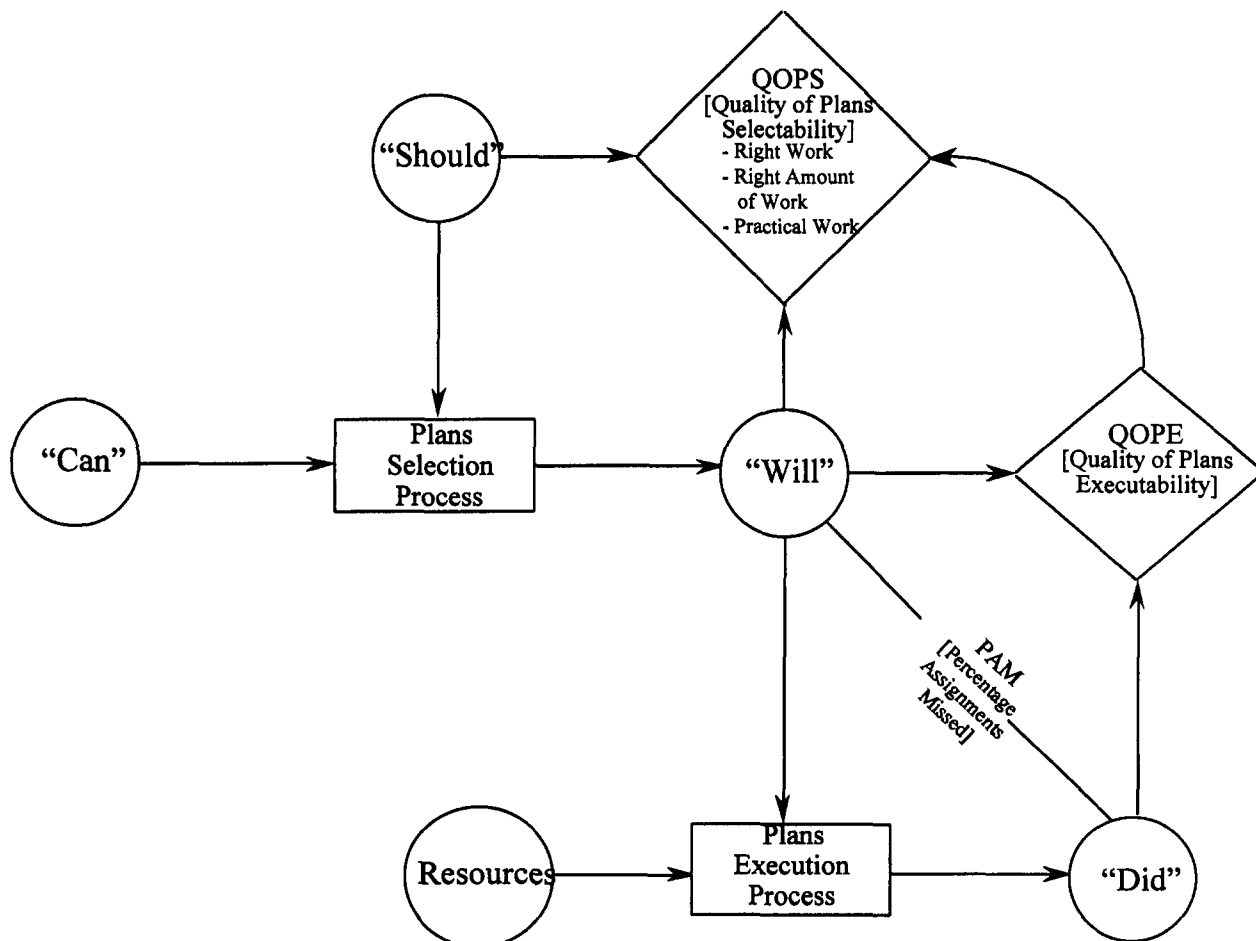 QOPS
[Quality of Plans
Selectability]
- Right Work
- Right Amount
of Work
- Practical Work
“Should”
“Can”
Plans
Selection
Process
“Will”
QOPE
[Quality of Plans
Executability]
PAM
[Percentage
Assignments
Missed]
Resources
Plans
Execution
Process
“Did”